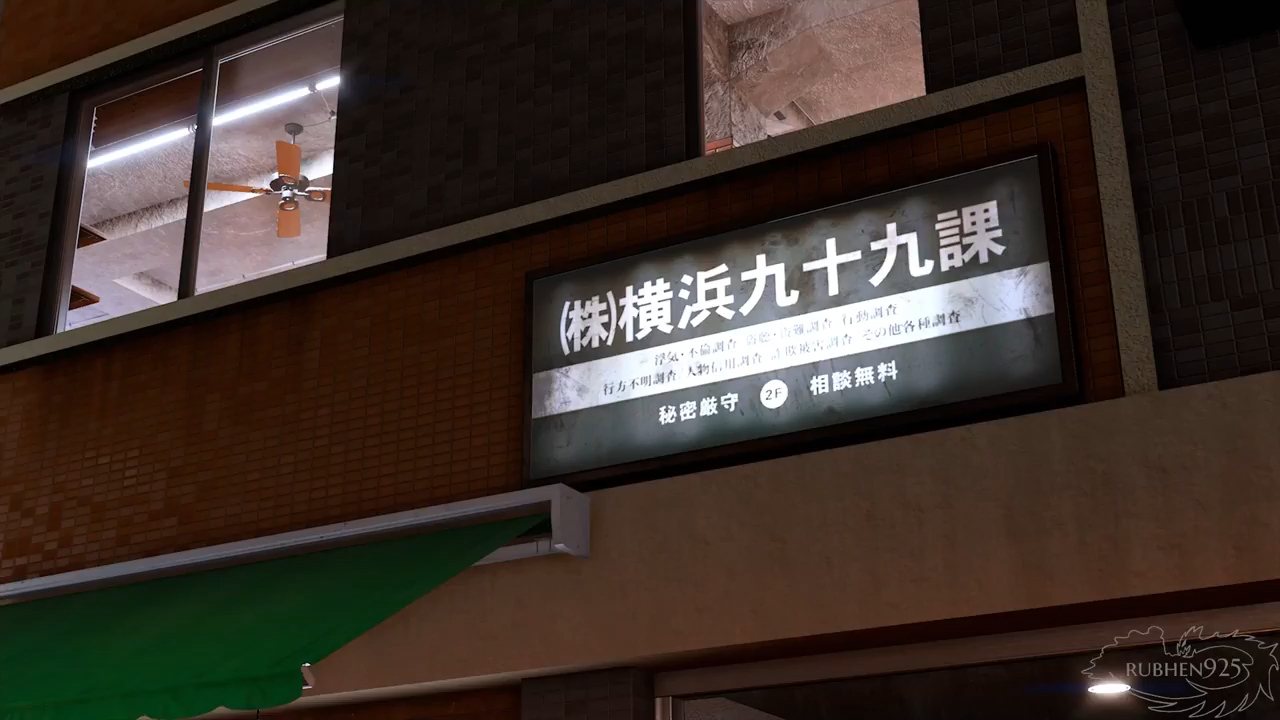 (株)横浜九十九課
浮気・不倫調査 盗聴・盗難調査 行動調査
行方不明調査 人物信用調査 詐欺被害調査 その他各種調査
秘密厳守 2F 相談無料
RUBHEN925